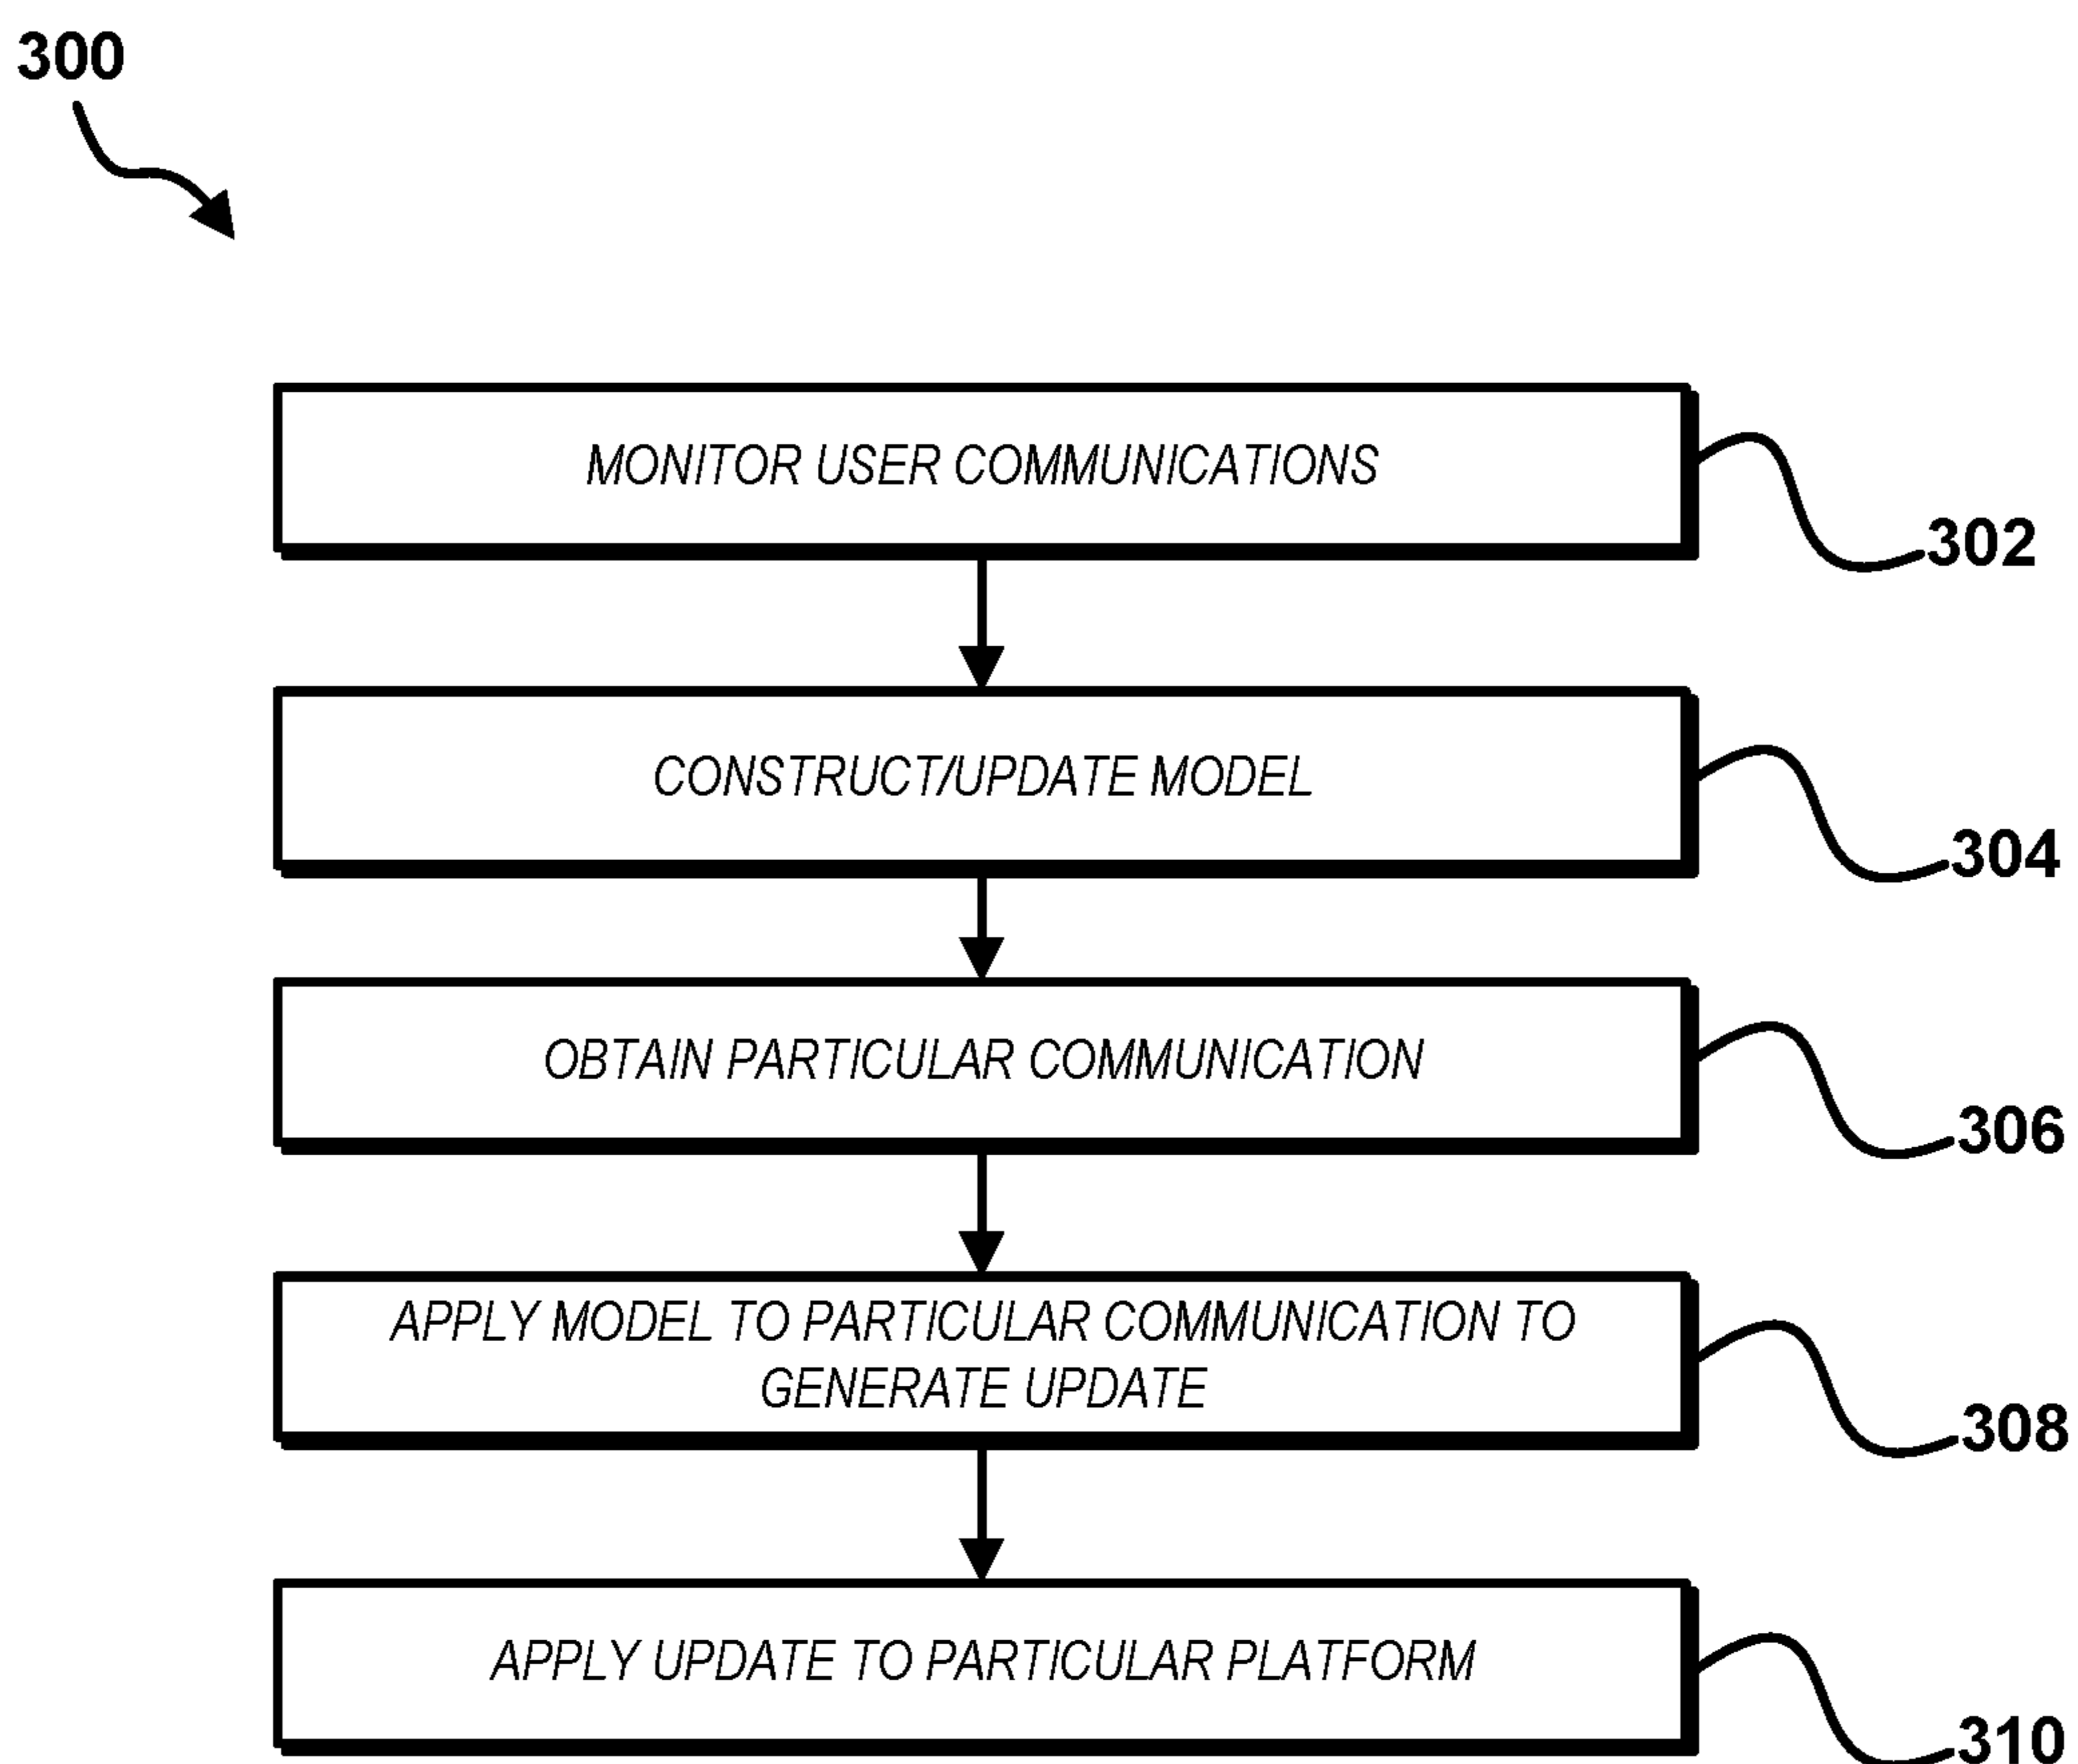 300
MONITOR USER COMMUNICATIONS
302
CONSTRUCT/UPDATE MODEL
304
OBTAIN PARTICULAR COMMUNICATION
306
APPLY MODEL TO PARTICULAR COMMUNICATION TO
GENERATE UPDATE
308
APPLY UPDATE TO PARTICULAR PLATFORM
310